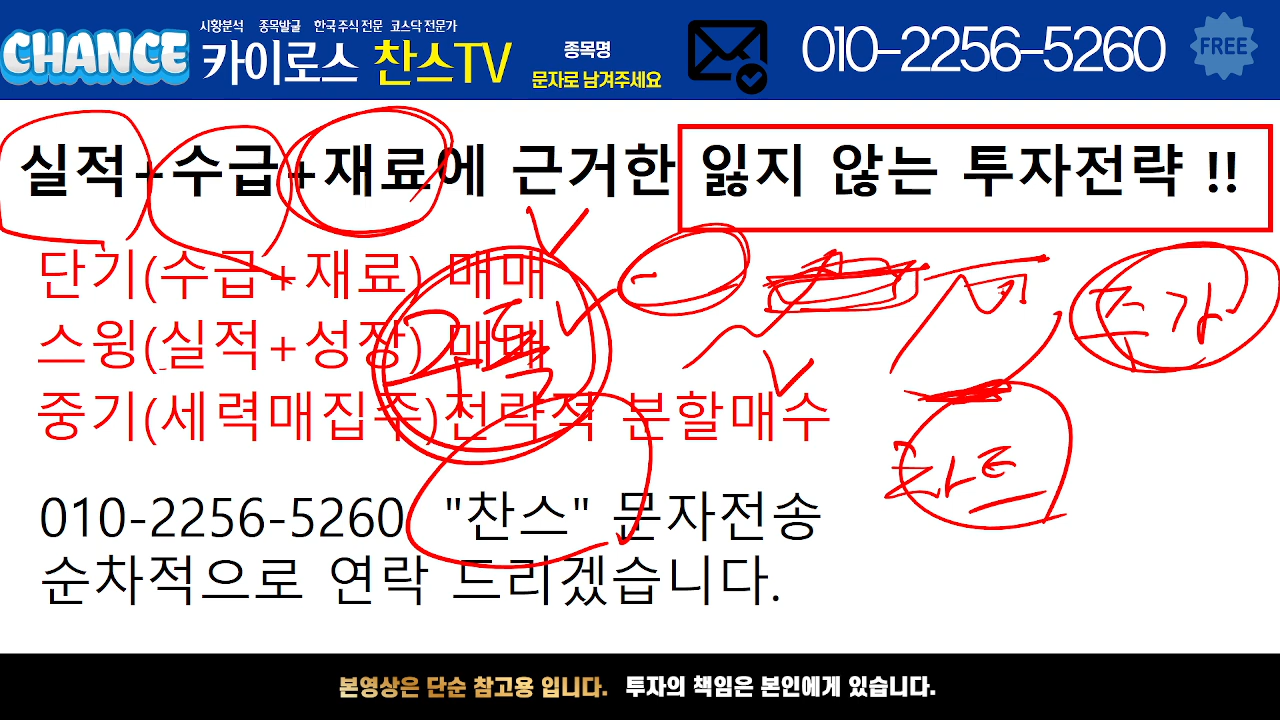 시황분석 종목발굴 한국 주식 전문 코스닥 전문가
CHANCE 카이로스 찬스TV
종목명
문자로 남겨주세요
010-2256-5260
FREE
실적+수급+재료에 근거한 잃지 않는 투자전략 !!
단기(수급+재료) 매매
스윙(실적+성장) 매매
중기(세력매집주)전략적 분할매수
010-2256-5260 "찬스" 문자전송
순차적으로 연락 드리겠습니다.
본영상은 단순 참고용 입니다. 투자의 책임은 본인에게 있습니다.